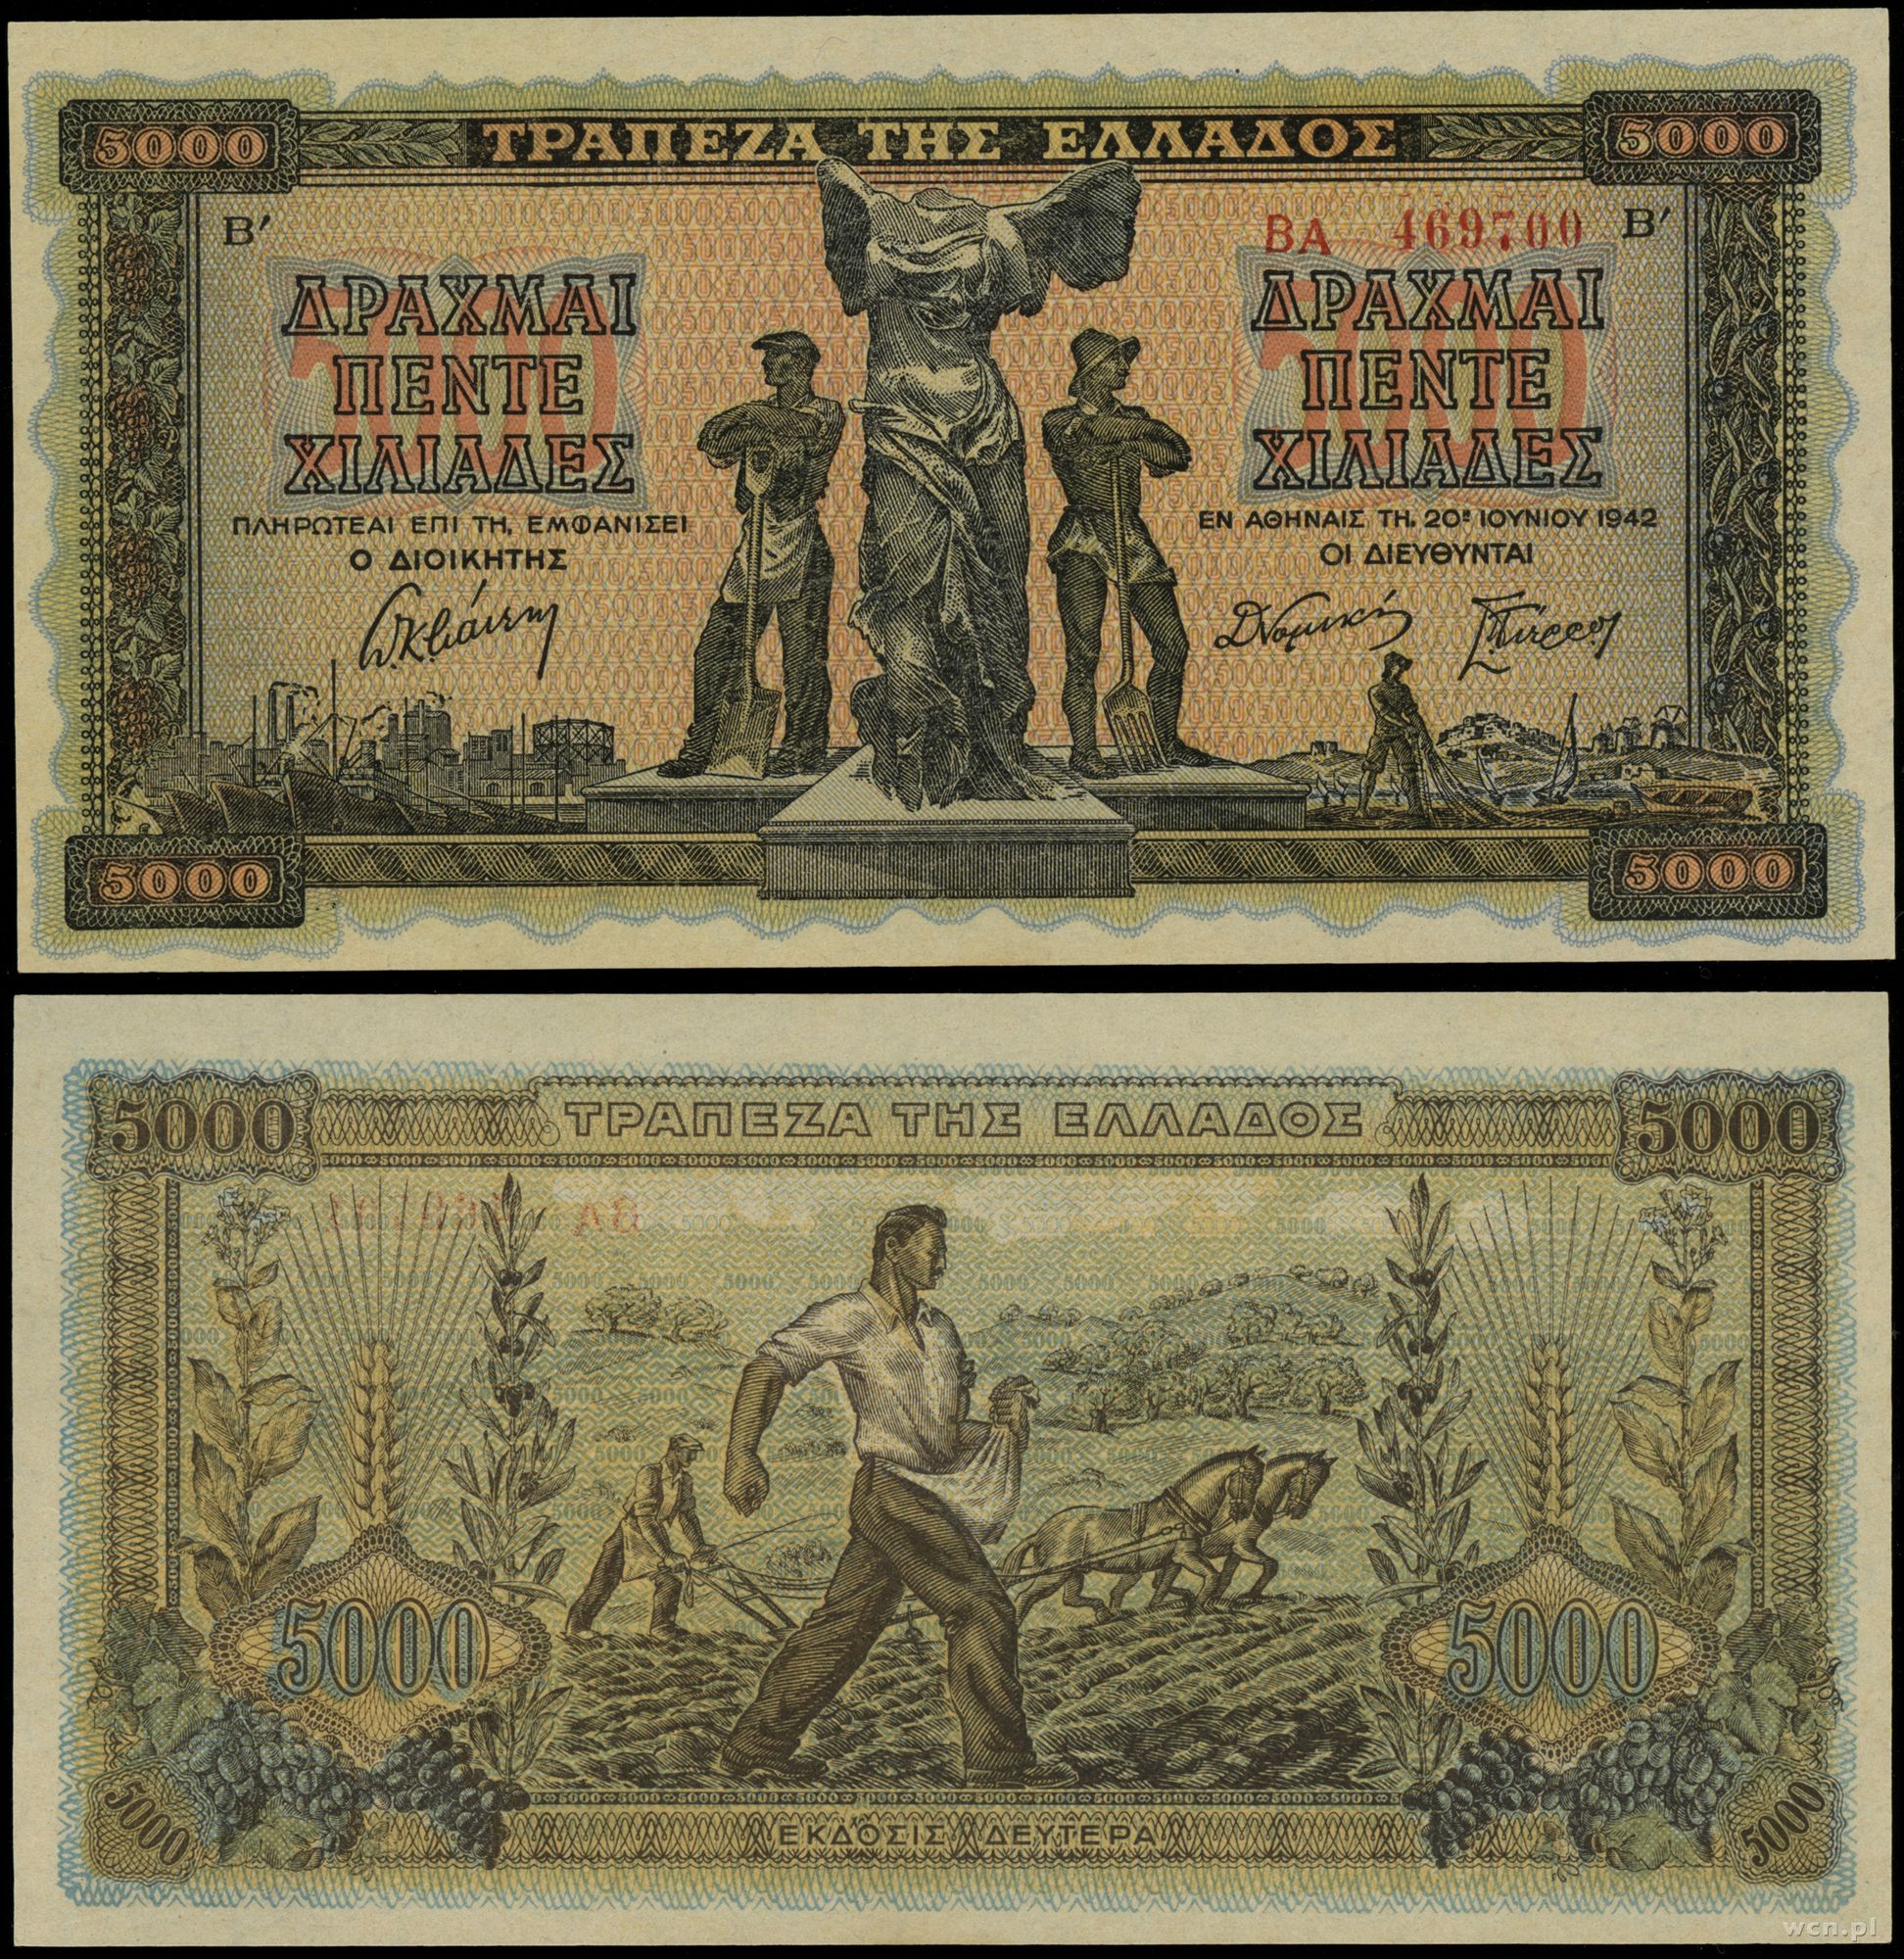 5000 ΤΡΑΠΕΖΑ ΤΗΣ ΕΛΛΑΔΟΣ 5000
Β′ ΒΑ 469700 Β′
ΔΡΑΧΜΑΙ
ΠΕΝΤΕ
ΧΙΛΙΑΔΕΣ
5000
ΠΛΗΡΩΤΕΑΙ ΕΠΙ ΤΗ, ΕΜΦΑΝΙΣΕΙ
Ο ΔΙΟΙΚΗΤΗΣ
ΔΡΑΧΜΑΙ
ΠΕΝΤΕ
ΧΙΛΙΑΔΕΣ
5000
ΕΝ ΑΘΗΝΑΙΣ ΤΗ, 20ῃ ΙΟΥΝΙΟΥ 1942
ΟΙ ΔΙΕΥΘΥΝΤΑΙ
5000 5000
5000 ΤΡΑΠΕΖΑ ΤΗΣ ΕΛΛΑΔΟΣ 5000
5000 5000
5000 ΕΚΔΟΣΙΣ ΔΕΥΤΕΡΑ 5000
wcn.pl